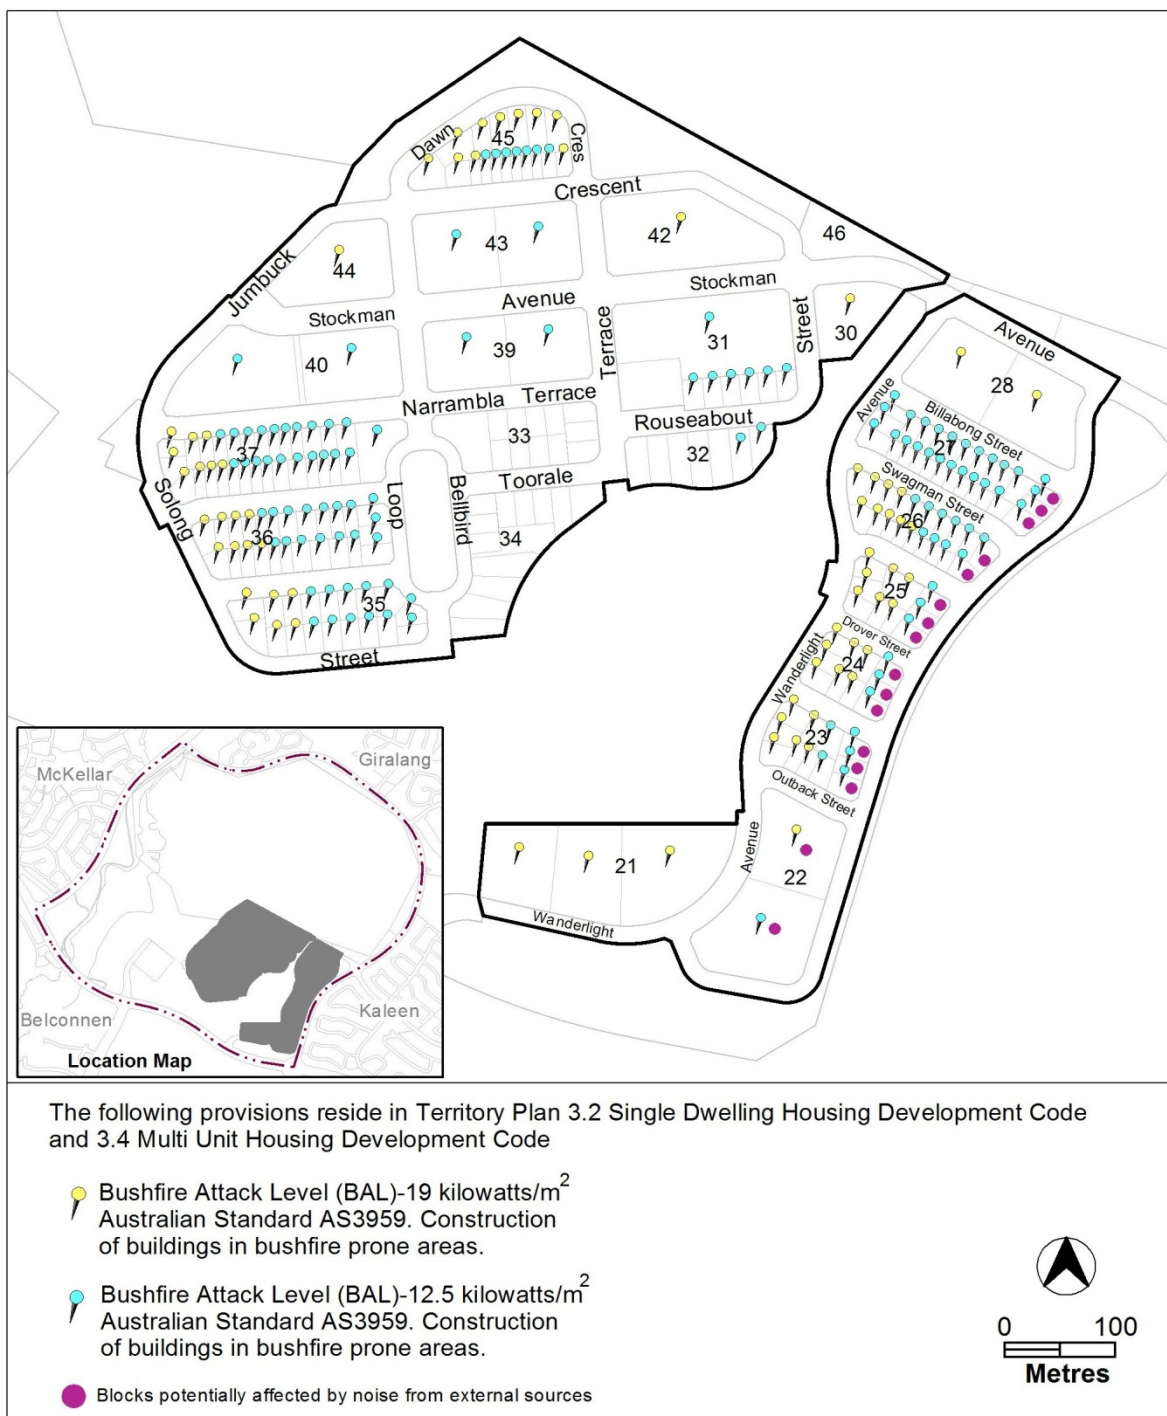 Dawn
45
Cres
Crescent
43
42
46
44
Jumbuck
Stockman
Avenue
Stockman
Street
30
Avenue
40
39
Terrace
31
28
Narrambla Terrace
33
Rouseabout
32
Avenue
Billabong Street
27
37
Solong
Loop
Bellbird
Toorale
34
Swagman Street
26
36
35
Street
25
Drover Street
Wanderlight
24
23
Outback Street
Avenue
21
22
Wanderlight
McKellar
Giralang
Belconnen
Kaleen
Location Map
The following provisions reside in Territory Plan 3.2 Single Dwelling Housing Development Code
and 3.4 Multi Unit Housing Development Code
Bushfire Attack Level (BAL)-19 kilowatts/m²
Australian Standard AS3959. Construction
of buildings in bushfire prone areas.
Bushfire Attack Level (BAL)-12.5 kilowatts/m²
Australian Standard AS3959. Construction
of buildings in bushfire prone areas.
Blocks potentially affected by noise from external sources
0 100
Metres